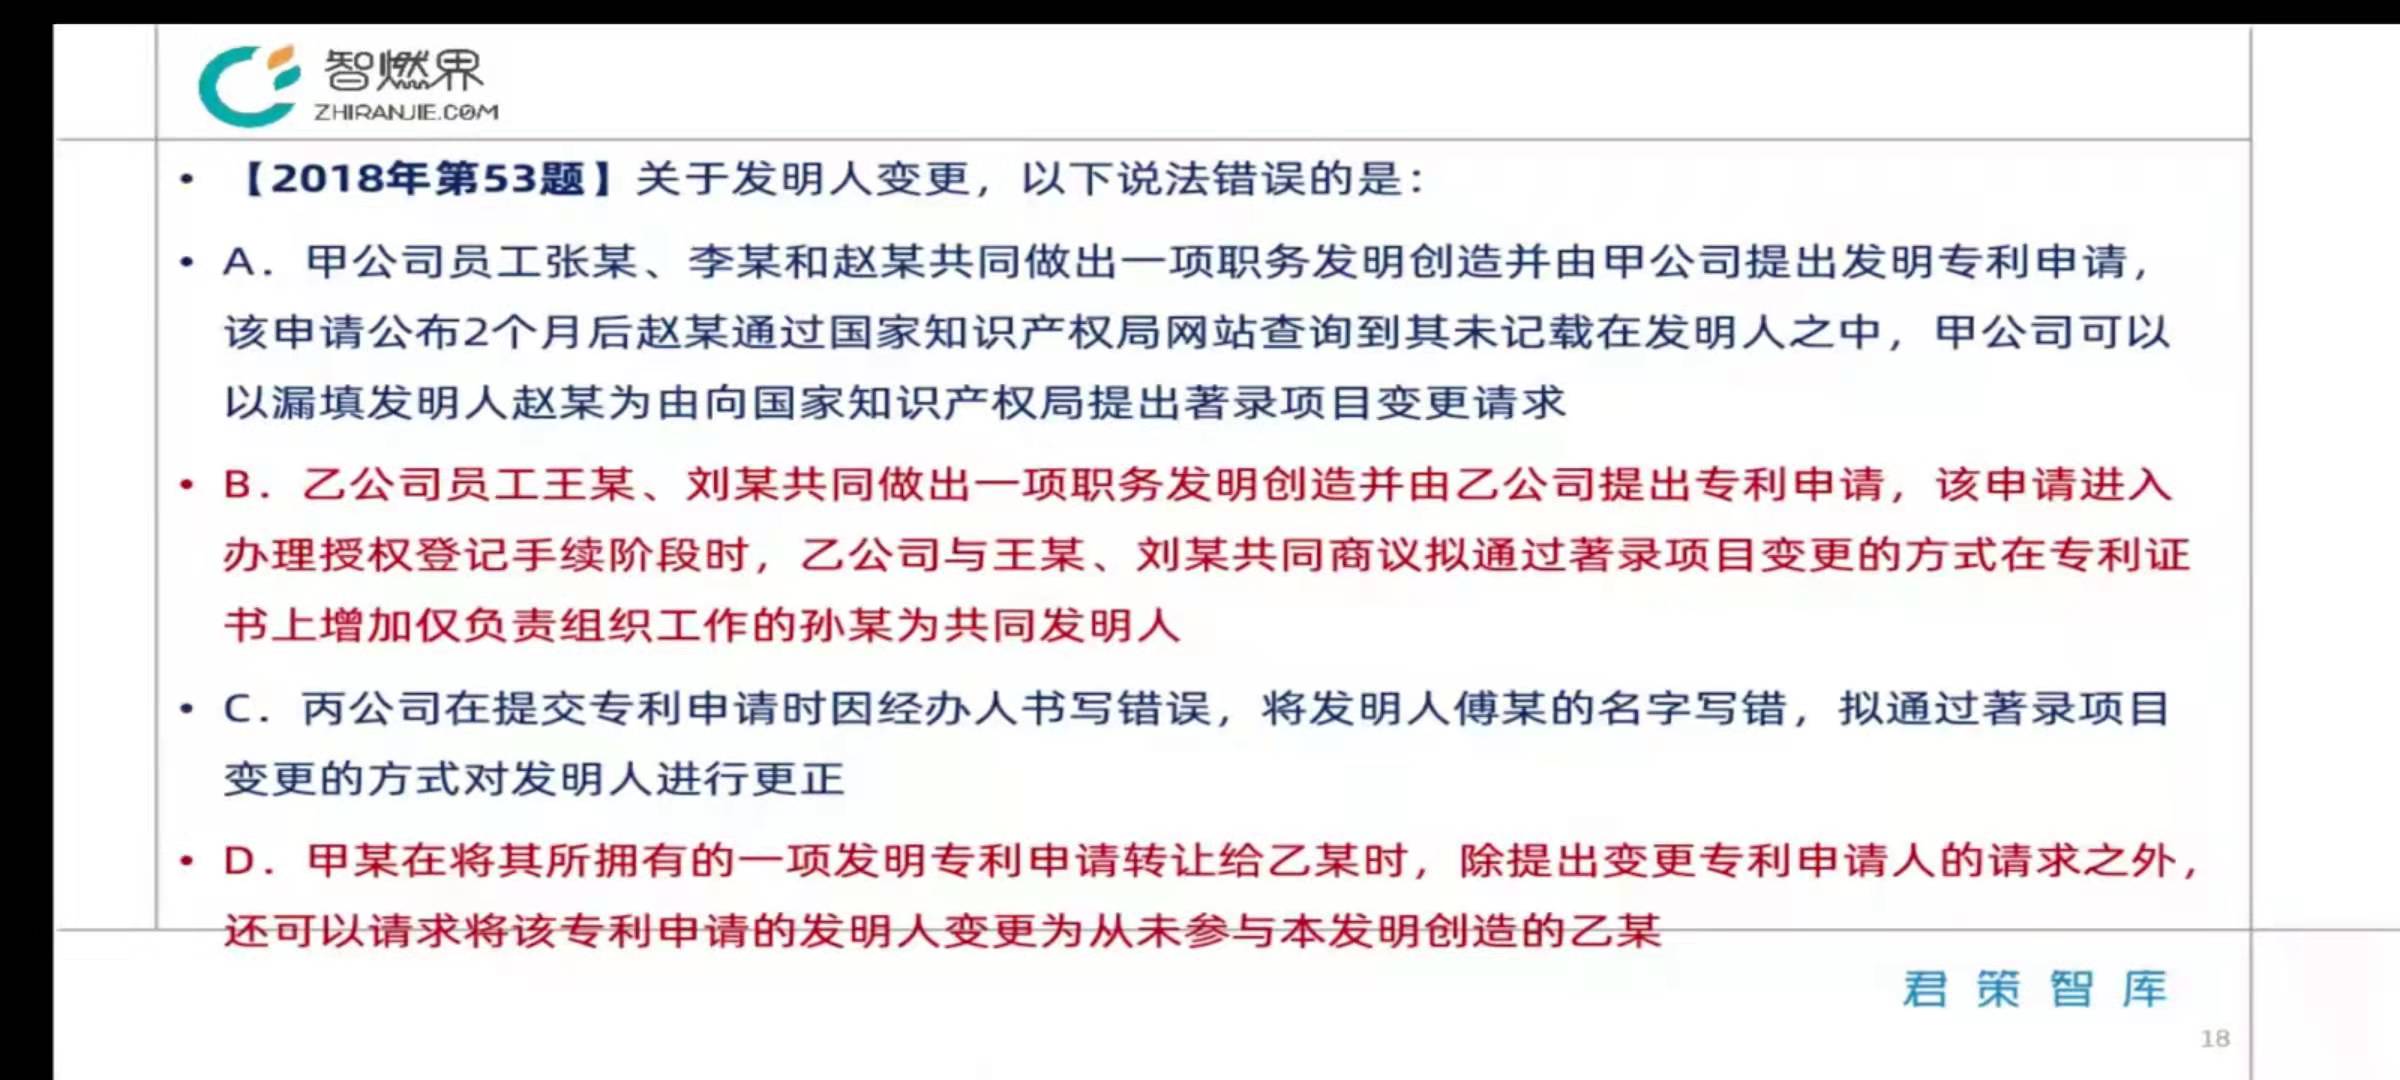 智燃界
ZHIRANJIE.COM
• 【2018年第53题】关于发明人变更，以下说法错误的是：
• A．甲公司员工张某、李某和赵某共同做出一项职务发明创造并由甲公司提出发明专利申请，
该申请公布2个月后赵某通过国家知识产权局网站查询到其未记载在发明人之中，甲公司可以
以漏填发明人赵某为由向国家知识产权局提出著录项目变更请求
• B．乙公司员工王某、刘某共同做出一项职务发明创造并由乙公司提出专利申请，该申请进入
办理授权登记手续阶段时，乙公司与王某、刘某共同商议拟通过著录项目变更的方式在专利证
书上增加仅负责组织工作的孙某为共同发明人
• C．丙公司在提交专利申请时因经办人书写错误，将发明人傅某的名字写错，拟通过著录项目
变更的方式对发明人进行更正
• D．甲某在将其所拥有的一项发明专利申请转让给乙某时，除提出变更专利申请人的请求之外，
还可以请求将该专利申请的发明人变更为从未参与本发明创造的乙某
君策智库
18